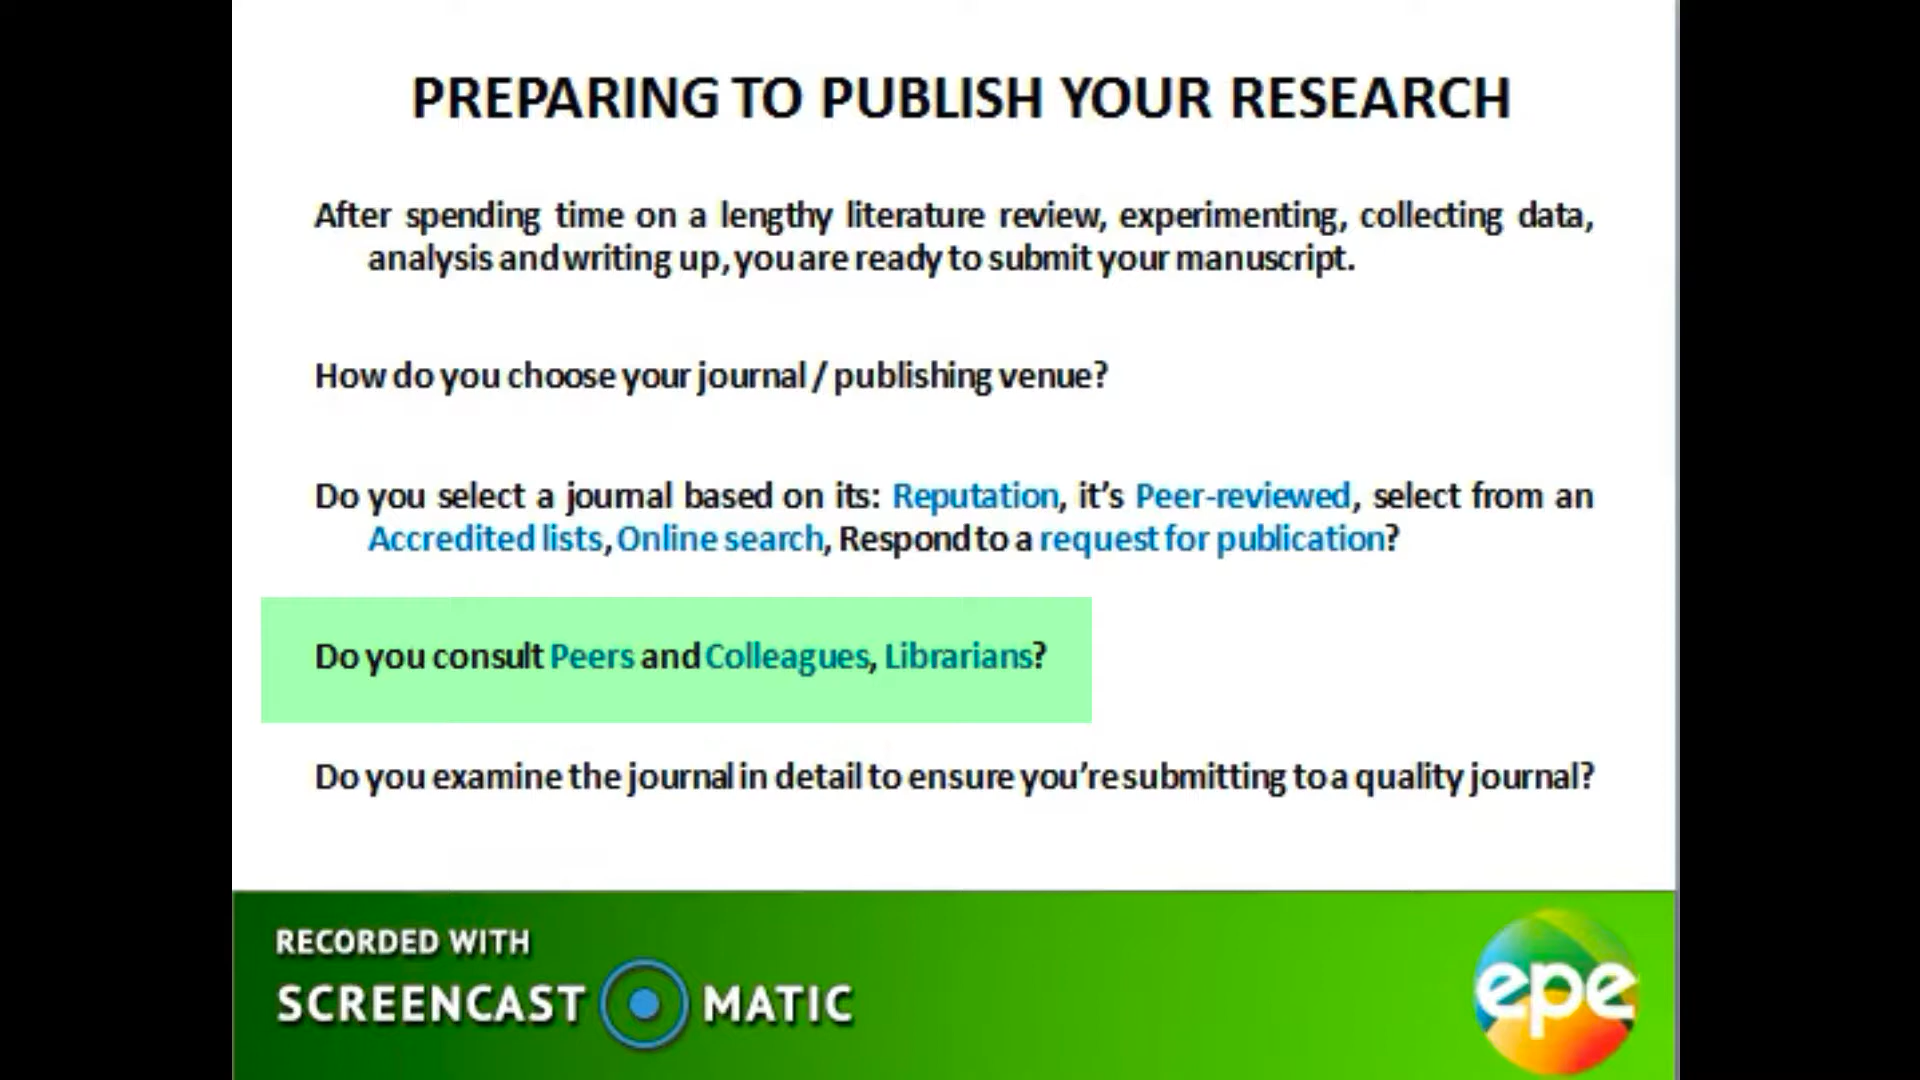 PREPARING TO PUBLISH YOUR RESEARCH
After spending time on a lengthy literature review, experimenting, collecting data,
analysis and writing up, you are ready to submit your manuscript.
How do you choose your journal / publishing venue?
Do you select a journal based on its: Reputation, it's Peer-reviewed, select from an
Accredited lists, Online search, Respond to a request for publication?
Do you consult Peers and Colleagues, Librarians?
Do you examine the journal in detail to ensure you're submitting to a quality journal?
RECORDED WITH
SCREENCAST MATIC
epe